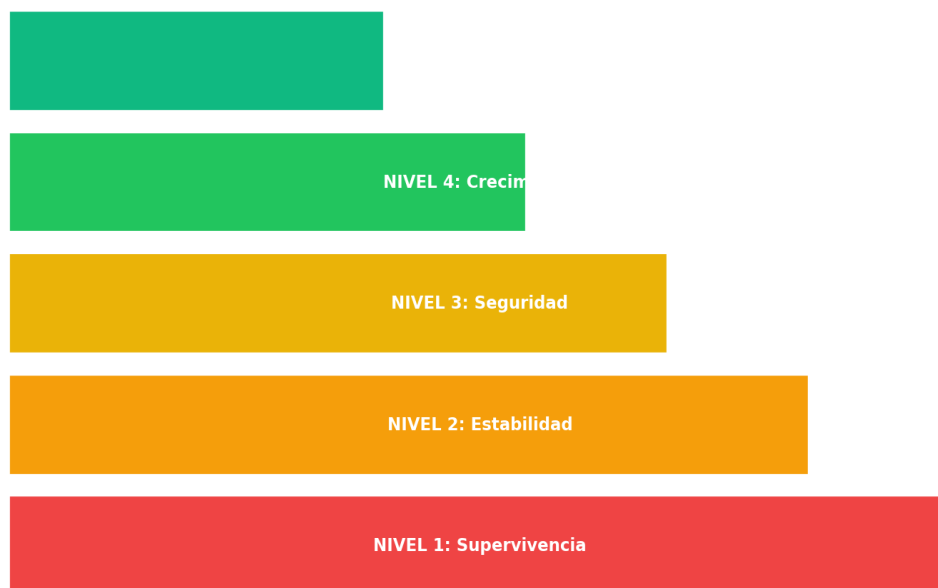 NIVEL 4: Crecim
NIVEL 3: Seguridad
NIVEL 2: Estabilidad
NIVEL 1: Supervivencia